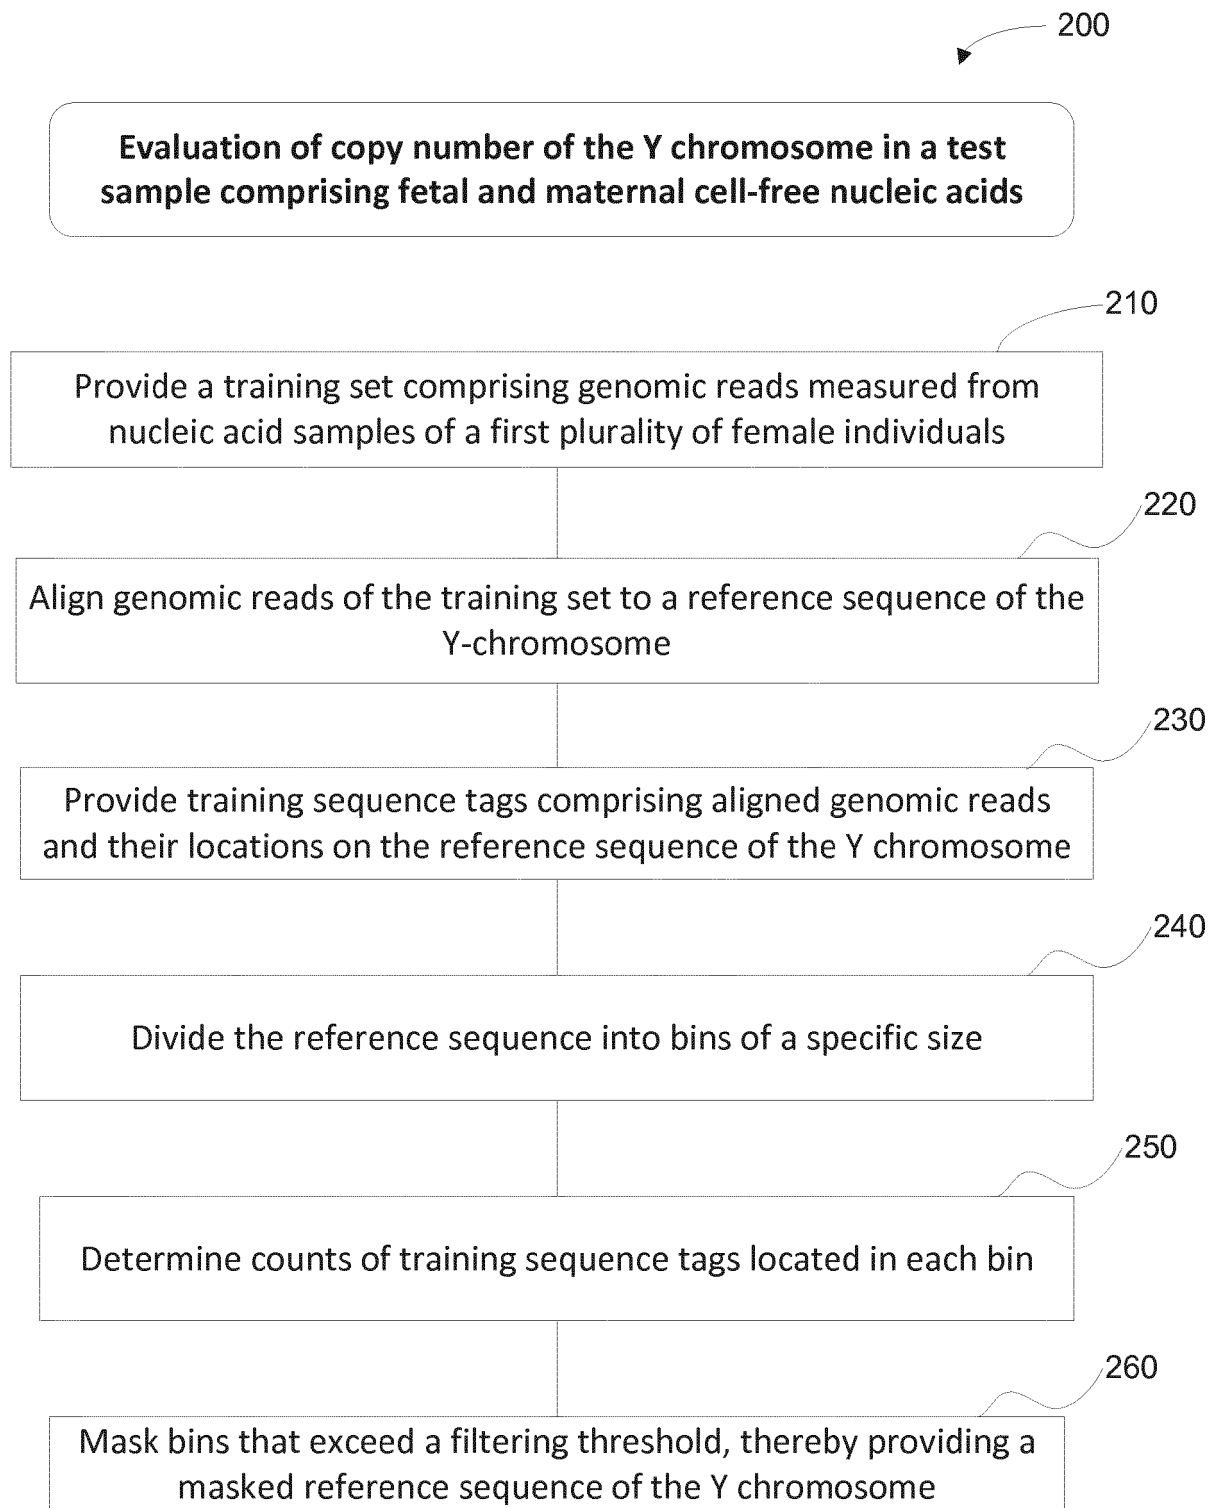 200
Evaluation of copy number of the Y chromosome in a test
sample comprising fetal and maternal cell-free nucleic acids
210
Provide a training set comprising genomic reads measured from
nucleic acid samples of a first plurality of female individuals
220
Align genomic reads of the training set to a reference sequence of the
Y-chromosome
230
Provide training sequence tags comprising aligned genomic reads
and their locations on the reference sequence of the Y chromosome
240
Divide the reference sequence into bins of a specific size
250
Determine counts of training sequence tags located in each bin
260
Mask bins that exceed a filtering threshold, thereby providing a
masked reference sequence of the Y chromosome